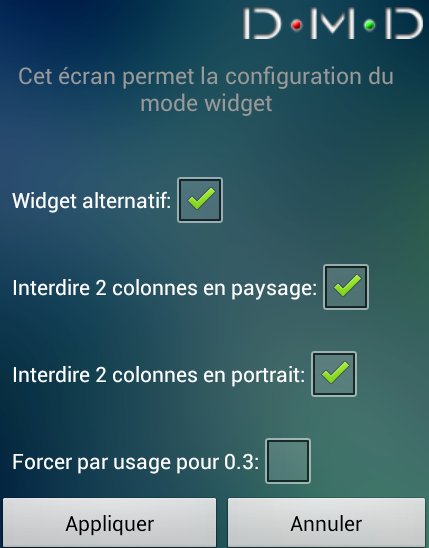 D•M•D
Cet écran permet la configuration du
mode widget
Widget alternatif:
Interdire 2 colonnes en paysage:
Interdire 2 colonnes en portrait:
Forcer par usage pour 0.3:
Appliquer Annuler